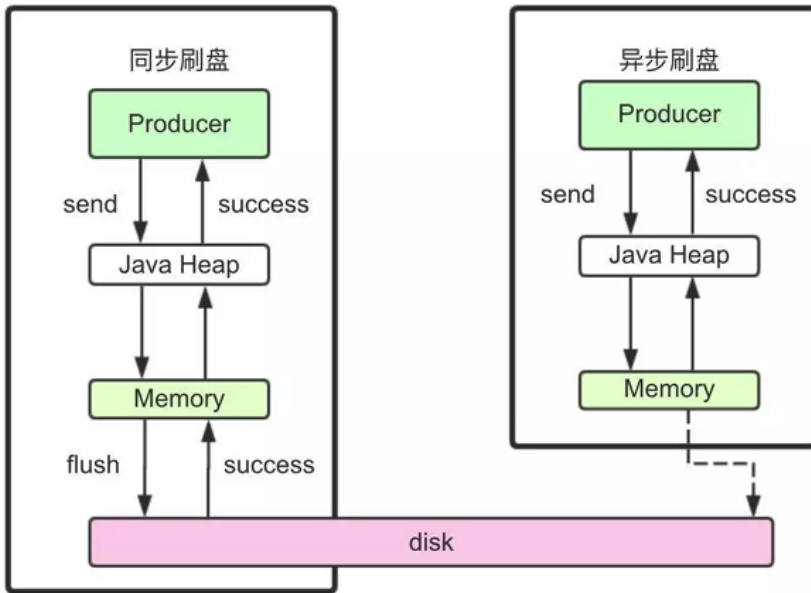 同步刷盘
Producer
send
success
Java Heap
Memory
flush
success
异步刷盘
Producer
send
success
Java Heap
Memory
disk